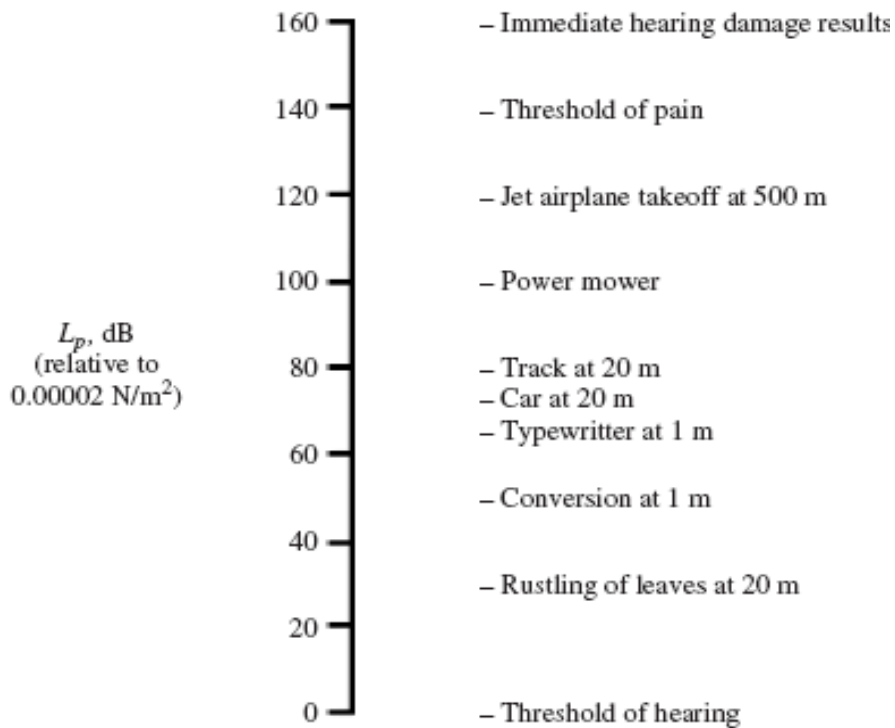 160
– Immediate hearing damage results
140
– Threshold of pain
120
– Jet airplane takeoff at 500 m
100
– Power mower
Lp, dB
(relative to
0.00002 N/m²)
80
– Track at 20 m
– Car at 20 m
– Typewritter at 1 m
60
– Conversion at 1 m
40
– Rustling of leaves at 20 m
20
0
– Threshold of hearing